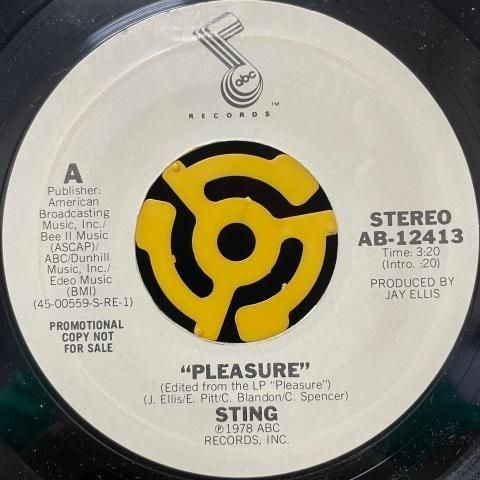 abc
RECORDS ™
A
Publisher:
American
Broadcasting
Music, Inc./
Bee II Music
(ASCAP)/
ABC/Dunhill
Music, Inc./
Edeo Music
(BMI)
(45-00559-S-RE-1)
PROMOTIONAL
COPY NOT
FOR SALE
STEREO
AB-12413
Time: 3:20
(Intro. :20)
PRODUCED BY
JAY ELLIS
"PLEASURE"
(Edited from the LP "Pleasure")
(J. Ellis/E. Pitt/C. Blandon/C. Spencer)
STING
℗1978 ABC
RECORDS, INC.